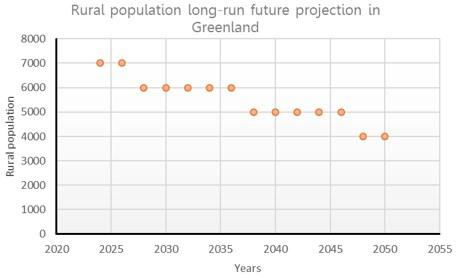 Rural population long-run future projection in
Greenland
8000
7000
6000
5000
4000
3000
2000
1000
0
Rural population
2020 2025 2030 2035 2040 2045 2050 2055
Years